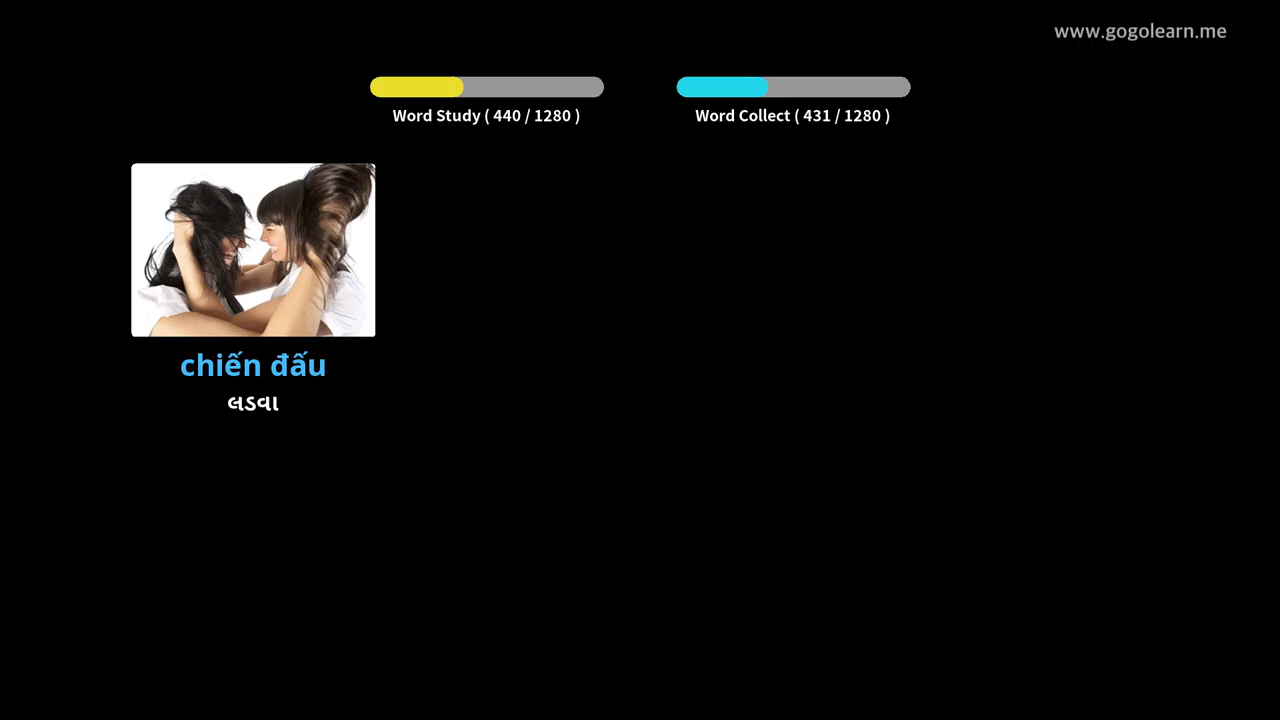 www.gogolearn.me
Word Study ( 440 / 1280 )
Word Collect ( 431 / 1280 )
chiến đấu
લડવા